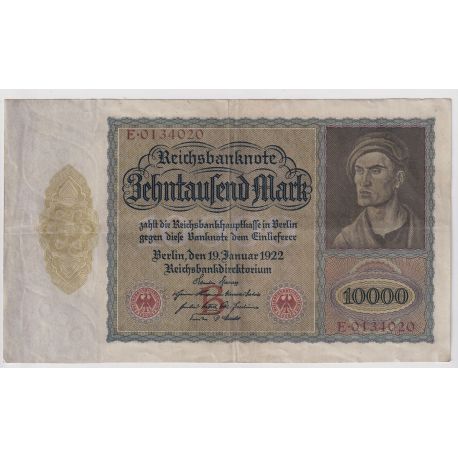 E·0134020
Reichsbanknote
Zehntausend Mark
zahlt die Reichsbankhauptkasse in Berlin
gegen diese Banknote dem Einlieferer
Berlin, den 19. Januar 1922
Reichsbankdirektorium
B
10000
E·0134020